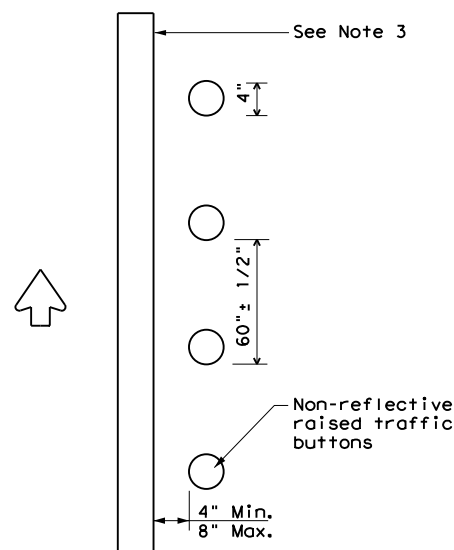 See Note 3
4"
60"± 1/2"
Non-reflective
raised traffic
buttons
4" Min.
8" Max.